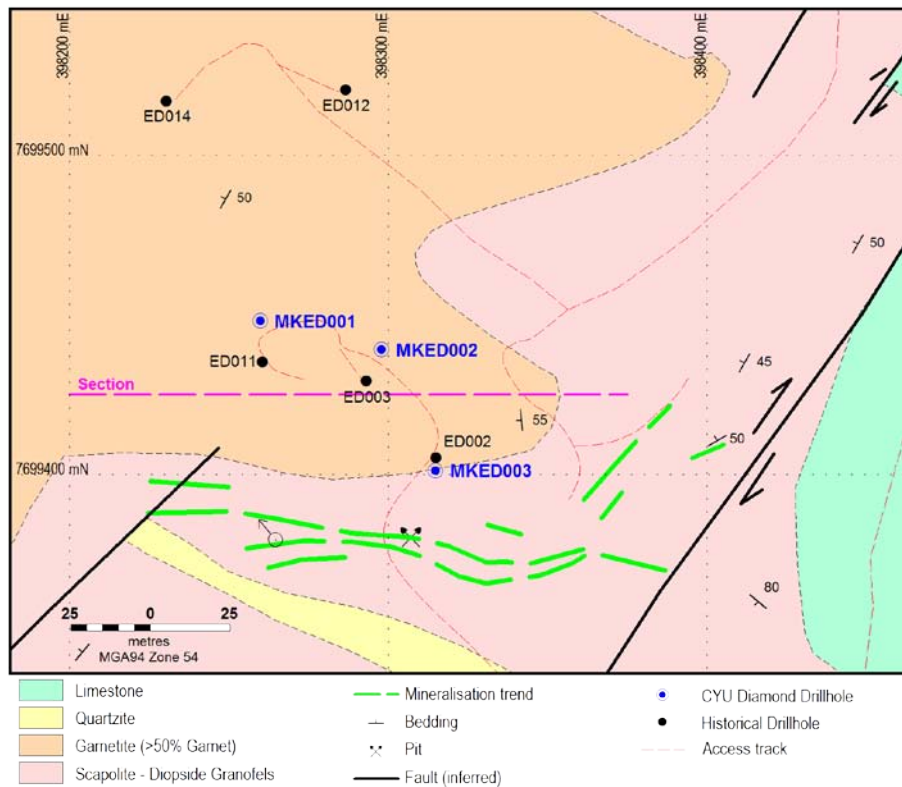 398200 mE
398300 mE
398400 mE
ED014
ED012
7699500 mN
50
50
MKED001
MKED002
ED011
ED003
45
Section
55
ED002
50
7699400 mN
MKED003
80
25 0 25
metres
MGA94 Zone 54
Limestone
Quartzite
Garnetite (>50% Garnet)
Scapolite - Diopside Granofels
Mineralisation trend
Bedding
Pit
Fault (inferred)
CYU Diamond Drillhole
Historical Drillhole
Access track